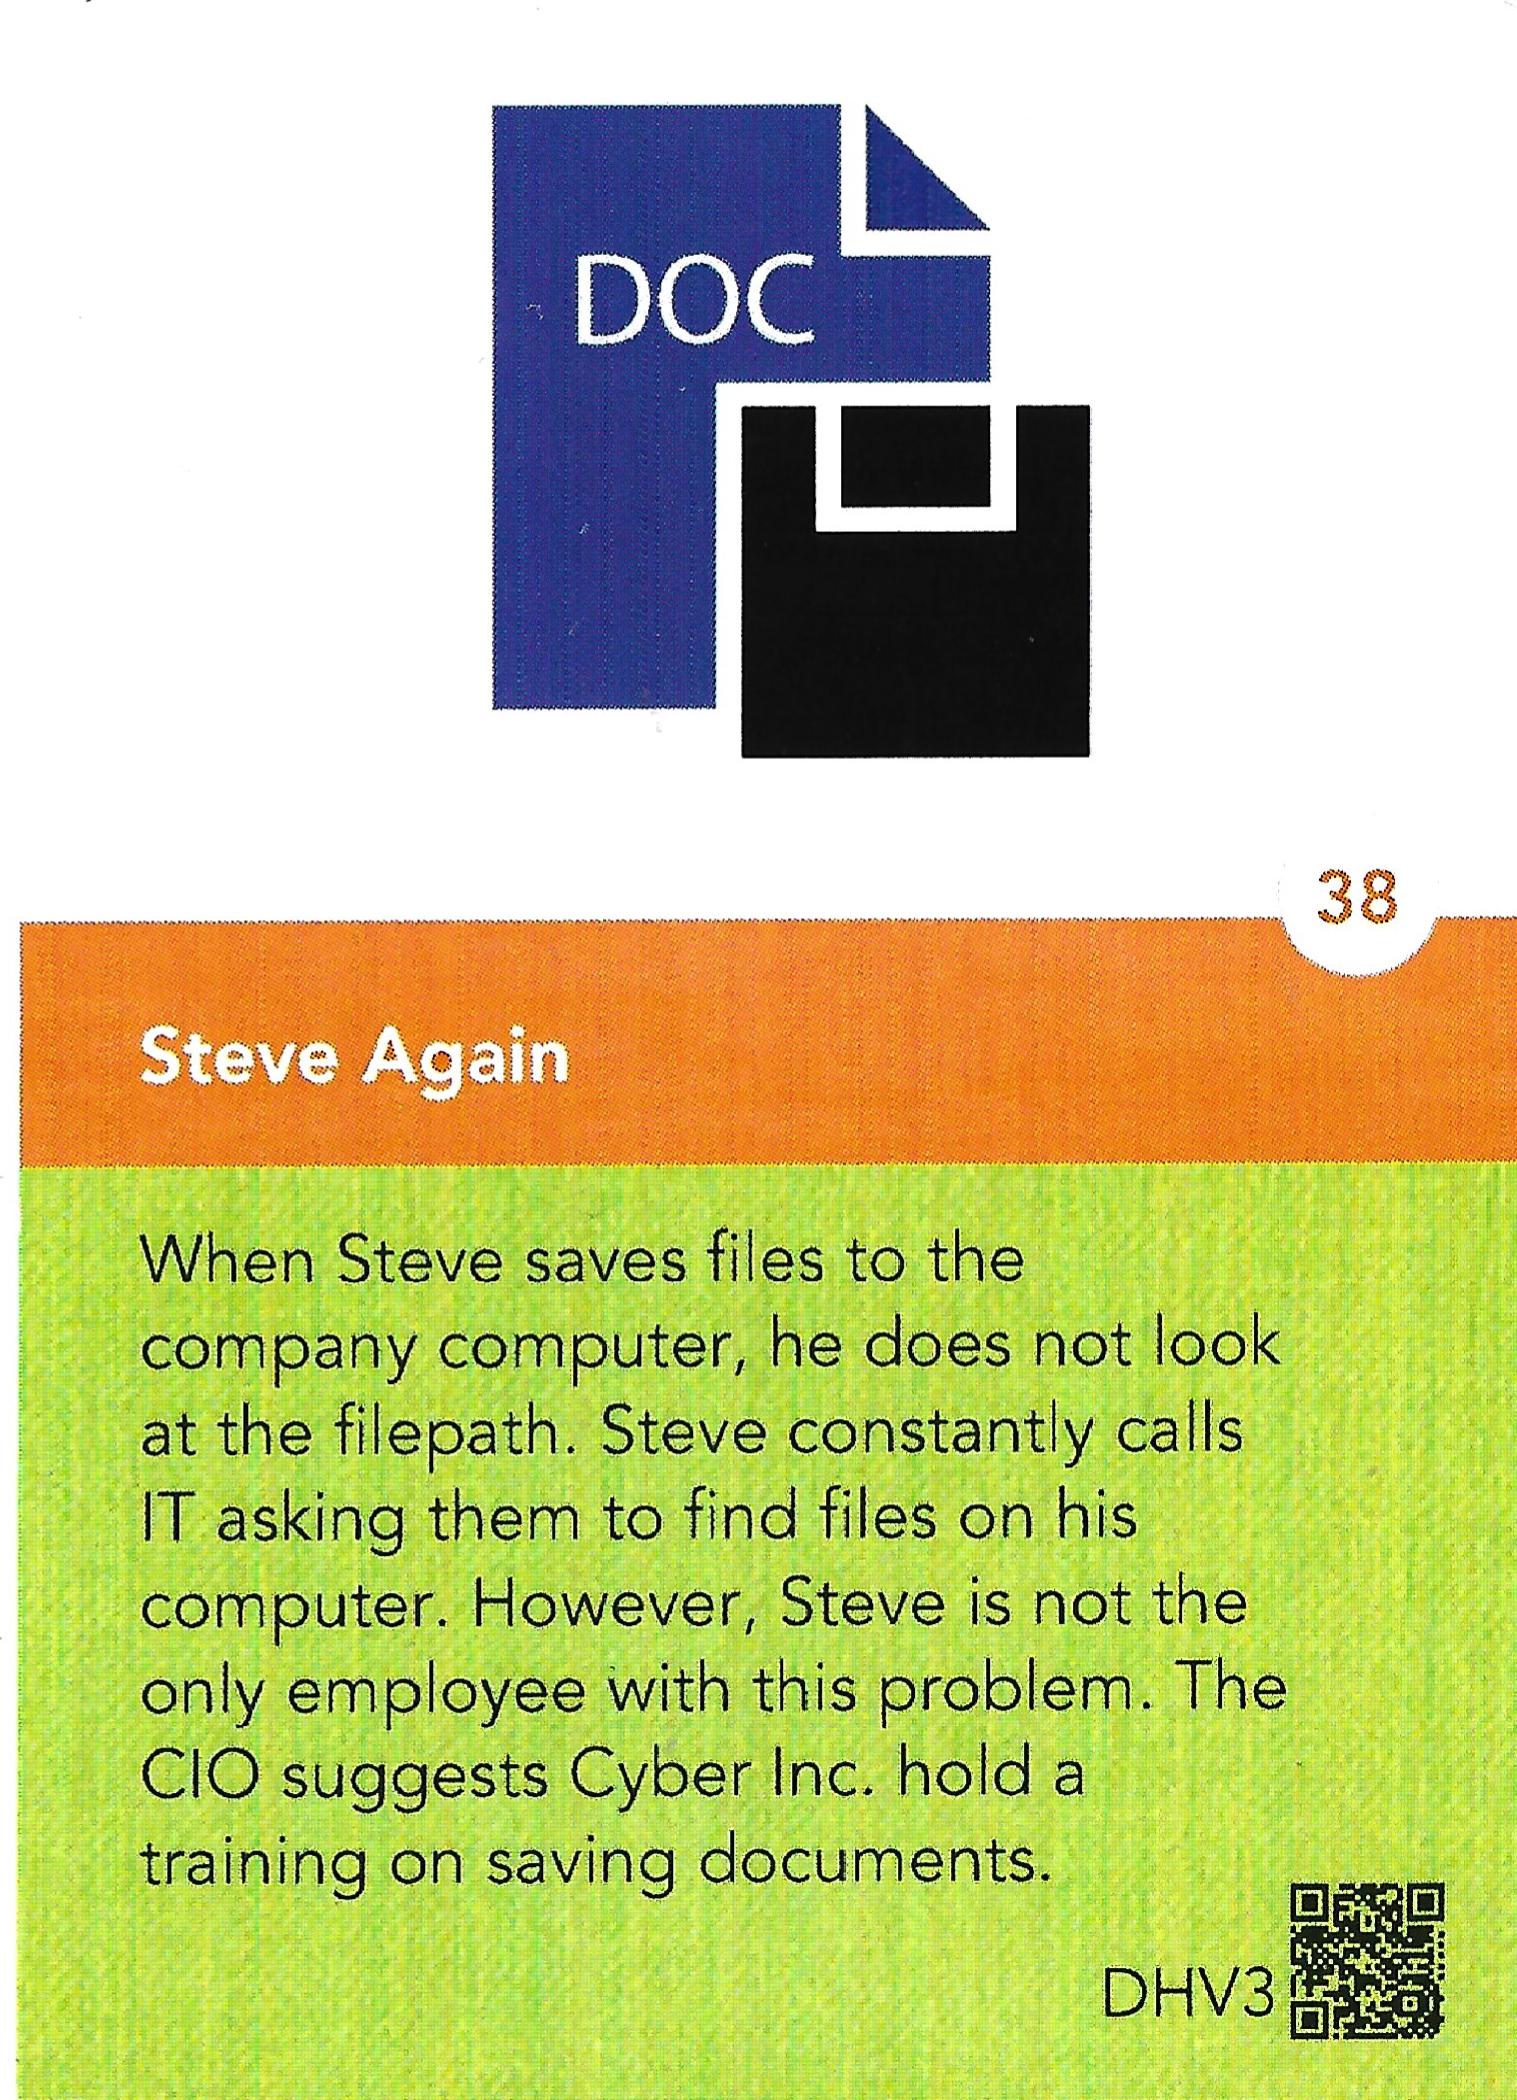 DOC
38
Steve Again
When Steve saves files to the
company computer, he does not look
at the filepath. Steve constantly calls
IT asking them to find files on his
computer. However, Steve is not the
only employee with this problem. The
CIO suggests Cyber Inc. hold a
training on saving documents.
DHV3